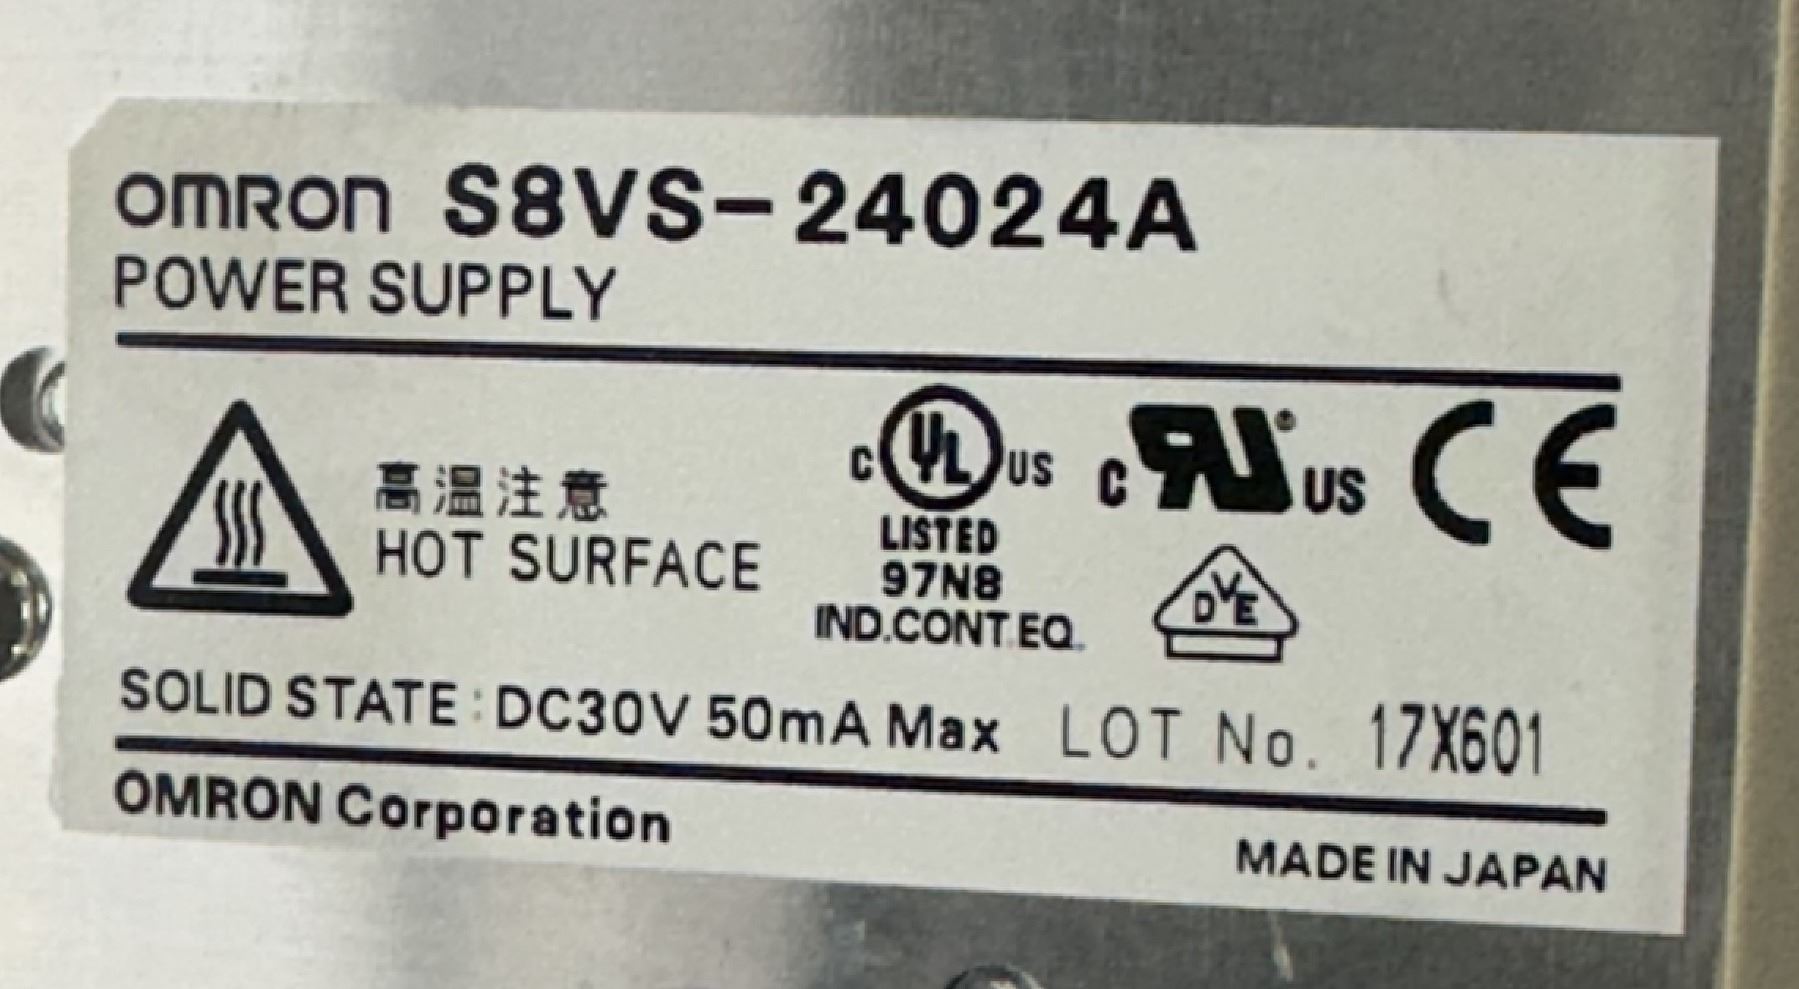 OMRON S8VS-24024A
POWER SUPPLY
高温注意
HOT SURFACE
C UL US
LISTED
97N8
IND.CONT.EQ.
C RU® US
CE
DVE
SOLID STATE : DC30V 50mA Max LOT No. 17X601
OMRON Corporation
MADE IN JAPAN